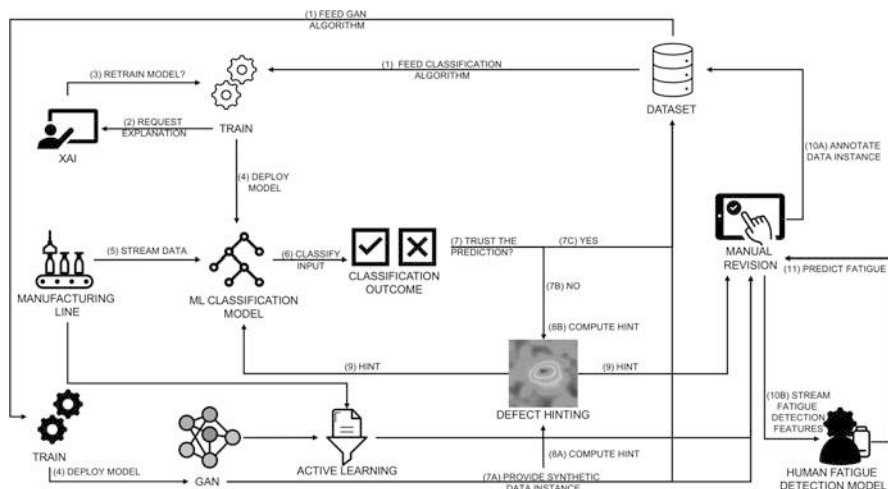 (1) FEED GAN
ALGORITHM
(1) FEED CLASSIFICATION
ALGORITHM
DATASET
(3) RETRAIN MODEL?
(2) REQUEST
EXPLANATION
TRAIN
XAI
(10A) ANNOTATE
DATA INSTANCE
(4) DEPLOY
MODEL
(5) STREAM DATA
(6) CLASSIFY
INPUT
(7) TRUST THE
PREDICTION?
(7C) YES
MANUAL
REVISION
CLASSIFICATION
OUTCOME
(11) PREDICT FATIGUE
MANUFACTURING
LINE
ML CLASSIFICATION
MODEL
(7B) NO
(8B) COMPUTE HINT
(9) HINT
(9) HINT
(10B) STREAM
FATIGUE
DETECTION
FEATURES
DEFECT HINTING
TRAIN
(4) DEPLOY MODEL
GAN
ACTIVE LEARNING
(8A) COMPUTE HINT
(7A) PROVIDE SYNTHETIC
DATA INSTANCE
HUMAN FATIGUE
DETECTION MODEL